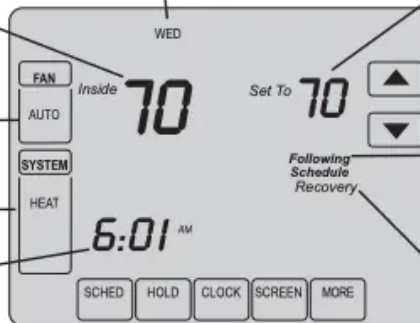 WED
FAN
AUTO
Inside 70
Set To 70
SYSTEM
HEAT
Following
Schedule
Recovery
6:01 AM
SCHED HOLD CLOCK SCREEN MORE